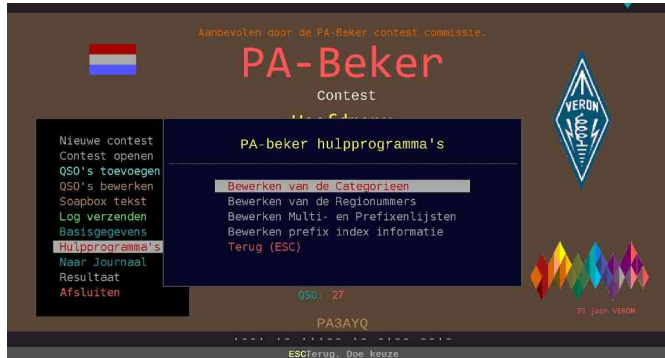 Aanbevolen door de PA-Beker contest commissie.
PA-Beker
Contest
VERON
Nieuwe contest
Contest openen
QSO's toevoegen
QSO's bewerken
Soapbox tekst
Log verzenden
Basisgegevens
Hulpprogramma's
Naar Journaal
Resultaat
Afsluiten
PA-beker hulpprogramma's
Bewerken van de Categorieen
Bewerken van de Regionummers
Bewerken Multi- en Prefixenlijsten
Bewerken prefix index informatie
Terug (ESC)
QSO: 27
75 jaar VERON
PA3AYQ
ESCTerug. Doe keuze